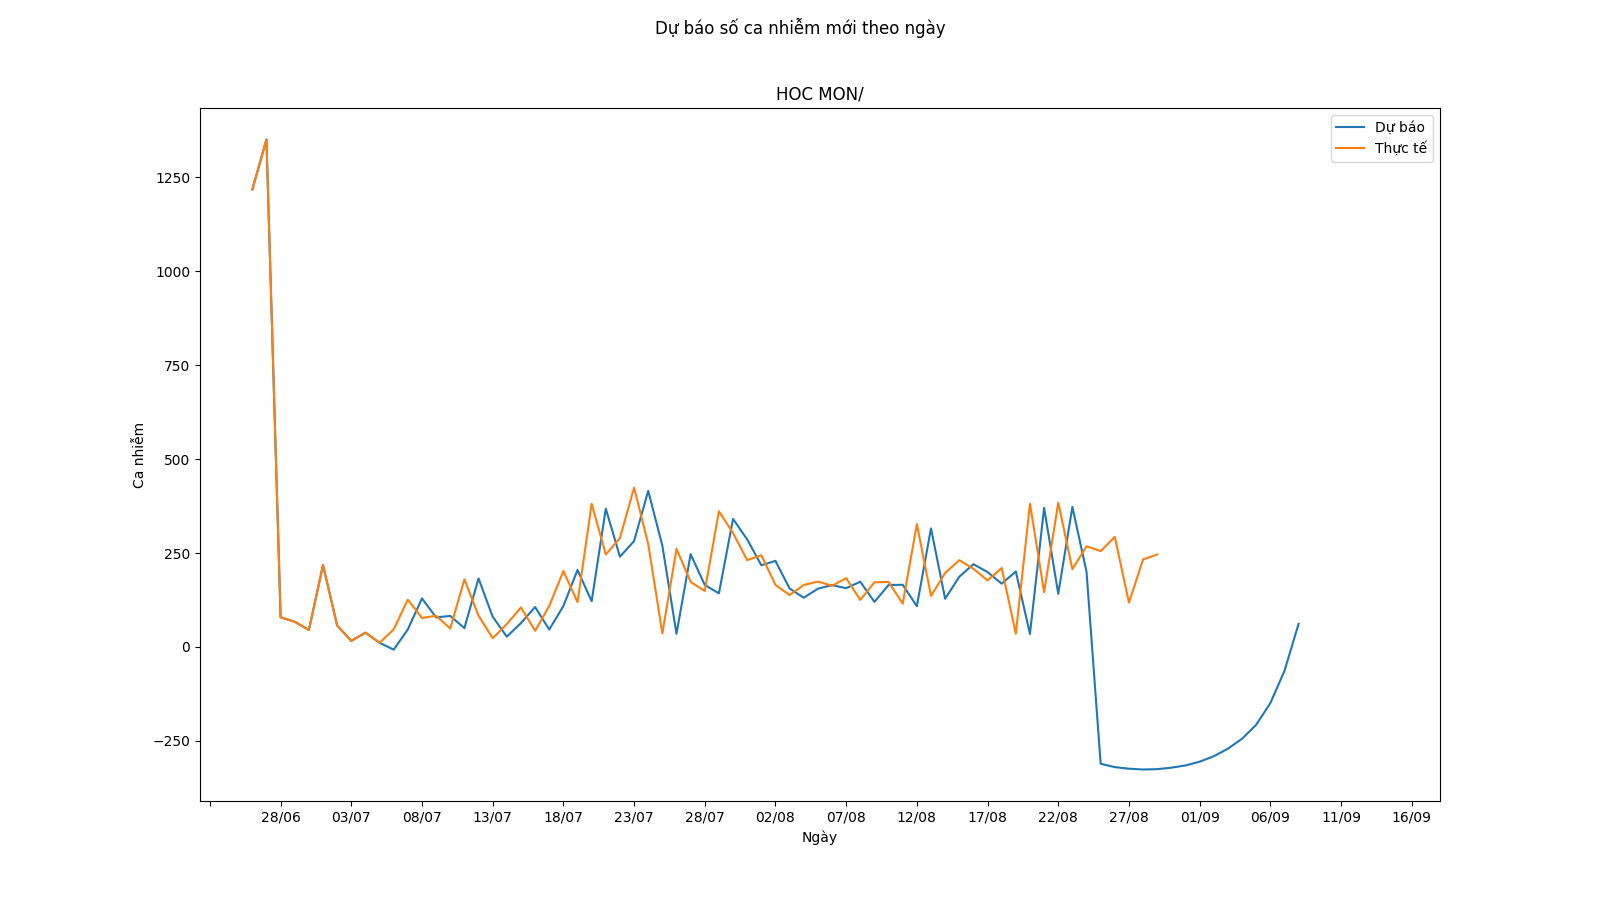 Dự báo số ca nhiễm mới theo ngày
HOC MON/
Dự báo
Thực tế
1250
1000
750
500
250
0
−250
Ca nhiễm
28/06 03/07 08/07 13/07 18/07 23/07 28/07 02/08 07/08 12/08 17/08 22/08 27/08 01/09 06/09 11/09 16/09
Ngày